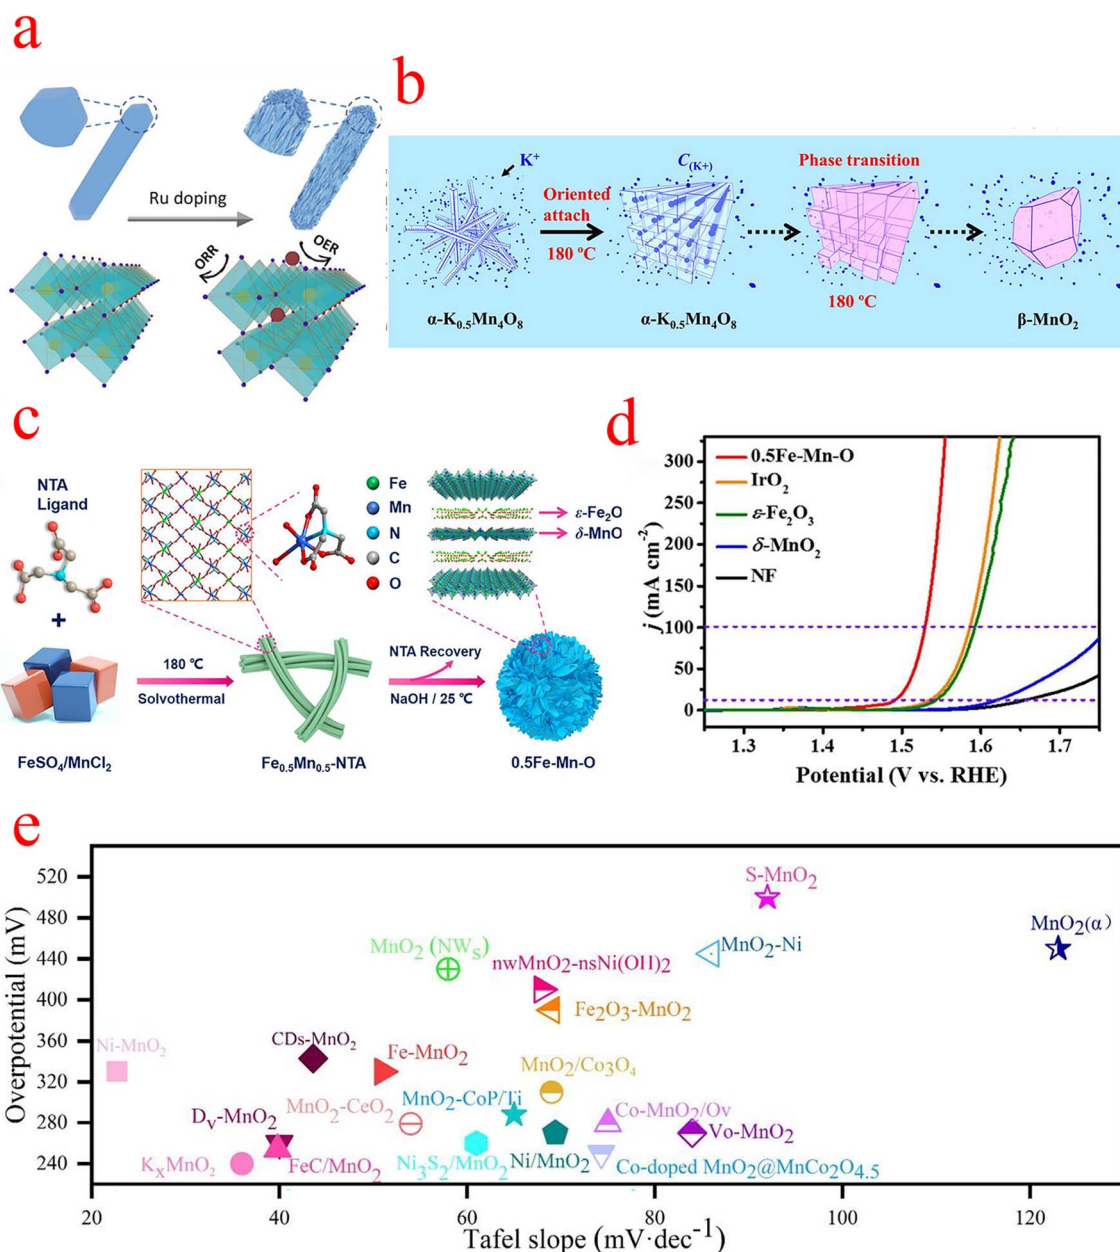 a
Ru doping
ORR
OER
b
K⁺
C(K+)
Phase transition
Oriented
attach
180 ºC
180 ºC
α-K₀.₅Mn₄O₈
α-K₀.₅Mn₄O₈
β-MnO₂
c
NTA
Ligand
+
FeSO₄/MnCl₂
180 ℃
Solvothermal
Fe₀.₅Mn₀.₅-NTA
Fe
Mn
N
C
O
ε-Fe₂O
δ-MnO
NTA Recovery
NaOH / 25 ℃
0.5Fe-Mn-O
d
0.5Fe-Mn-O
IrO₂
ε-Fe₂O₃
δ-MnO₂
NF
j (mA cm⁻²)
300
250
200
150
100
50
0
1.3 1.4 1.5 1.6 1.7
Potential (V vs. RHE)
e
Overpotential (mV)
520
480
440
400
360
320
280
240
S-MnO₂
MnO₂(α)
MnO₂ (NWₛ)
MnO₂-Ni
nwMnO₂-nsNi(OH)₂
Fe₂O₃-MnO₂
Ni-MnO₂
CDs-MnO₂
Fe-MnO₂
MnO₂/Co₃O₄
MnO₂-CoP/Ti
MnO₂-CeO₂
Dᵥ-MnO₂
Co-MnO₂/Ov
Vo-MnO₂
KₓMnO₂
FeC/MnO₂
Ni₃S₂/MnO₂
Ni/MnO₂
Co-doped MnO₂@MnCo₂O₄.₅
20 40 60 80 100 120
Tafel slope (mV·dec⁻¹)